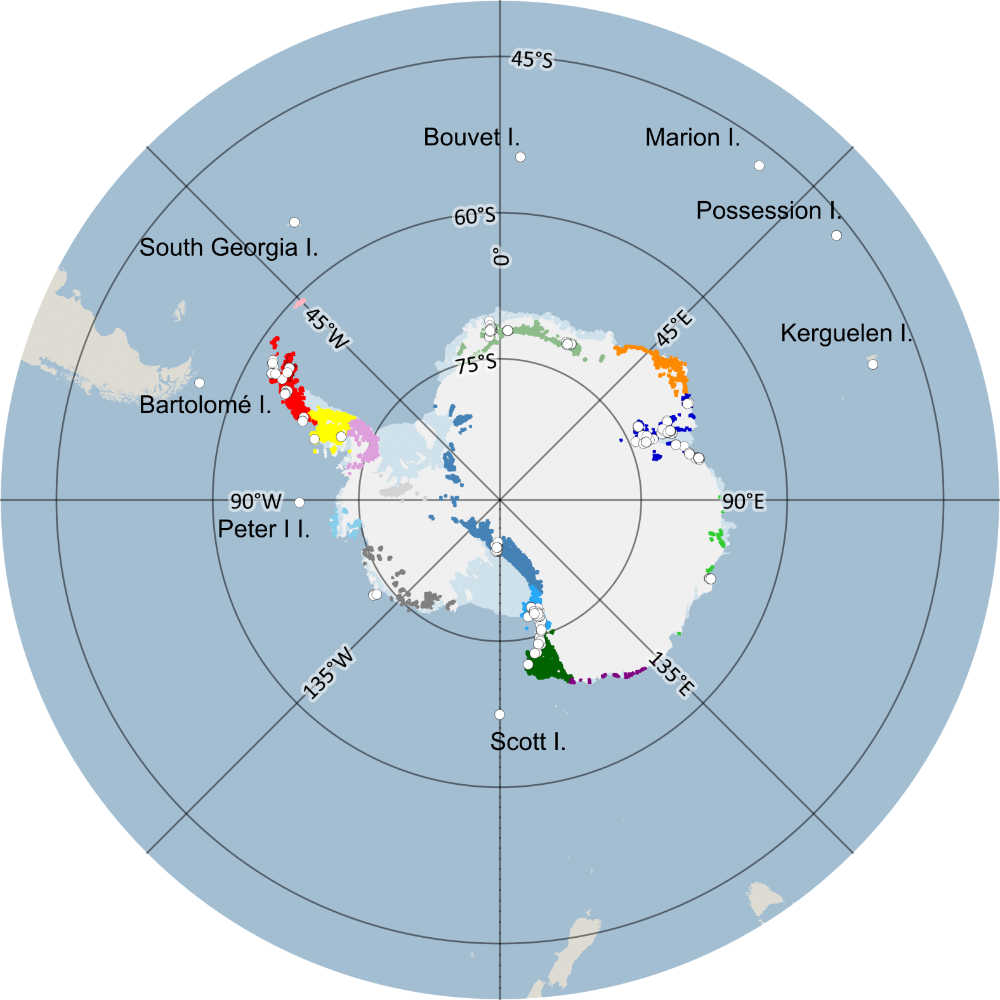 45°S
Bouvet I.
Marion I.
60°S
Possession I.
South Georgia I.
0°
45°W
45°E
Kerguelen I.
75°S
Bartolomé I.
90°W
90°E
Peter I I.
135°W
135°E
Scott I.